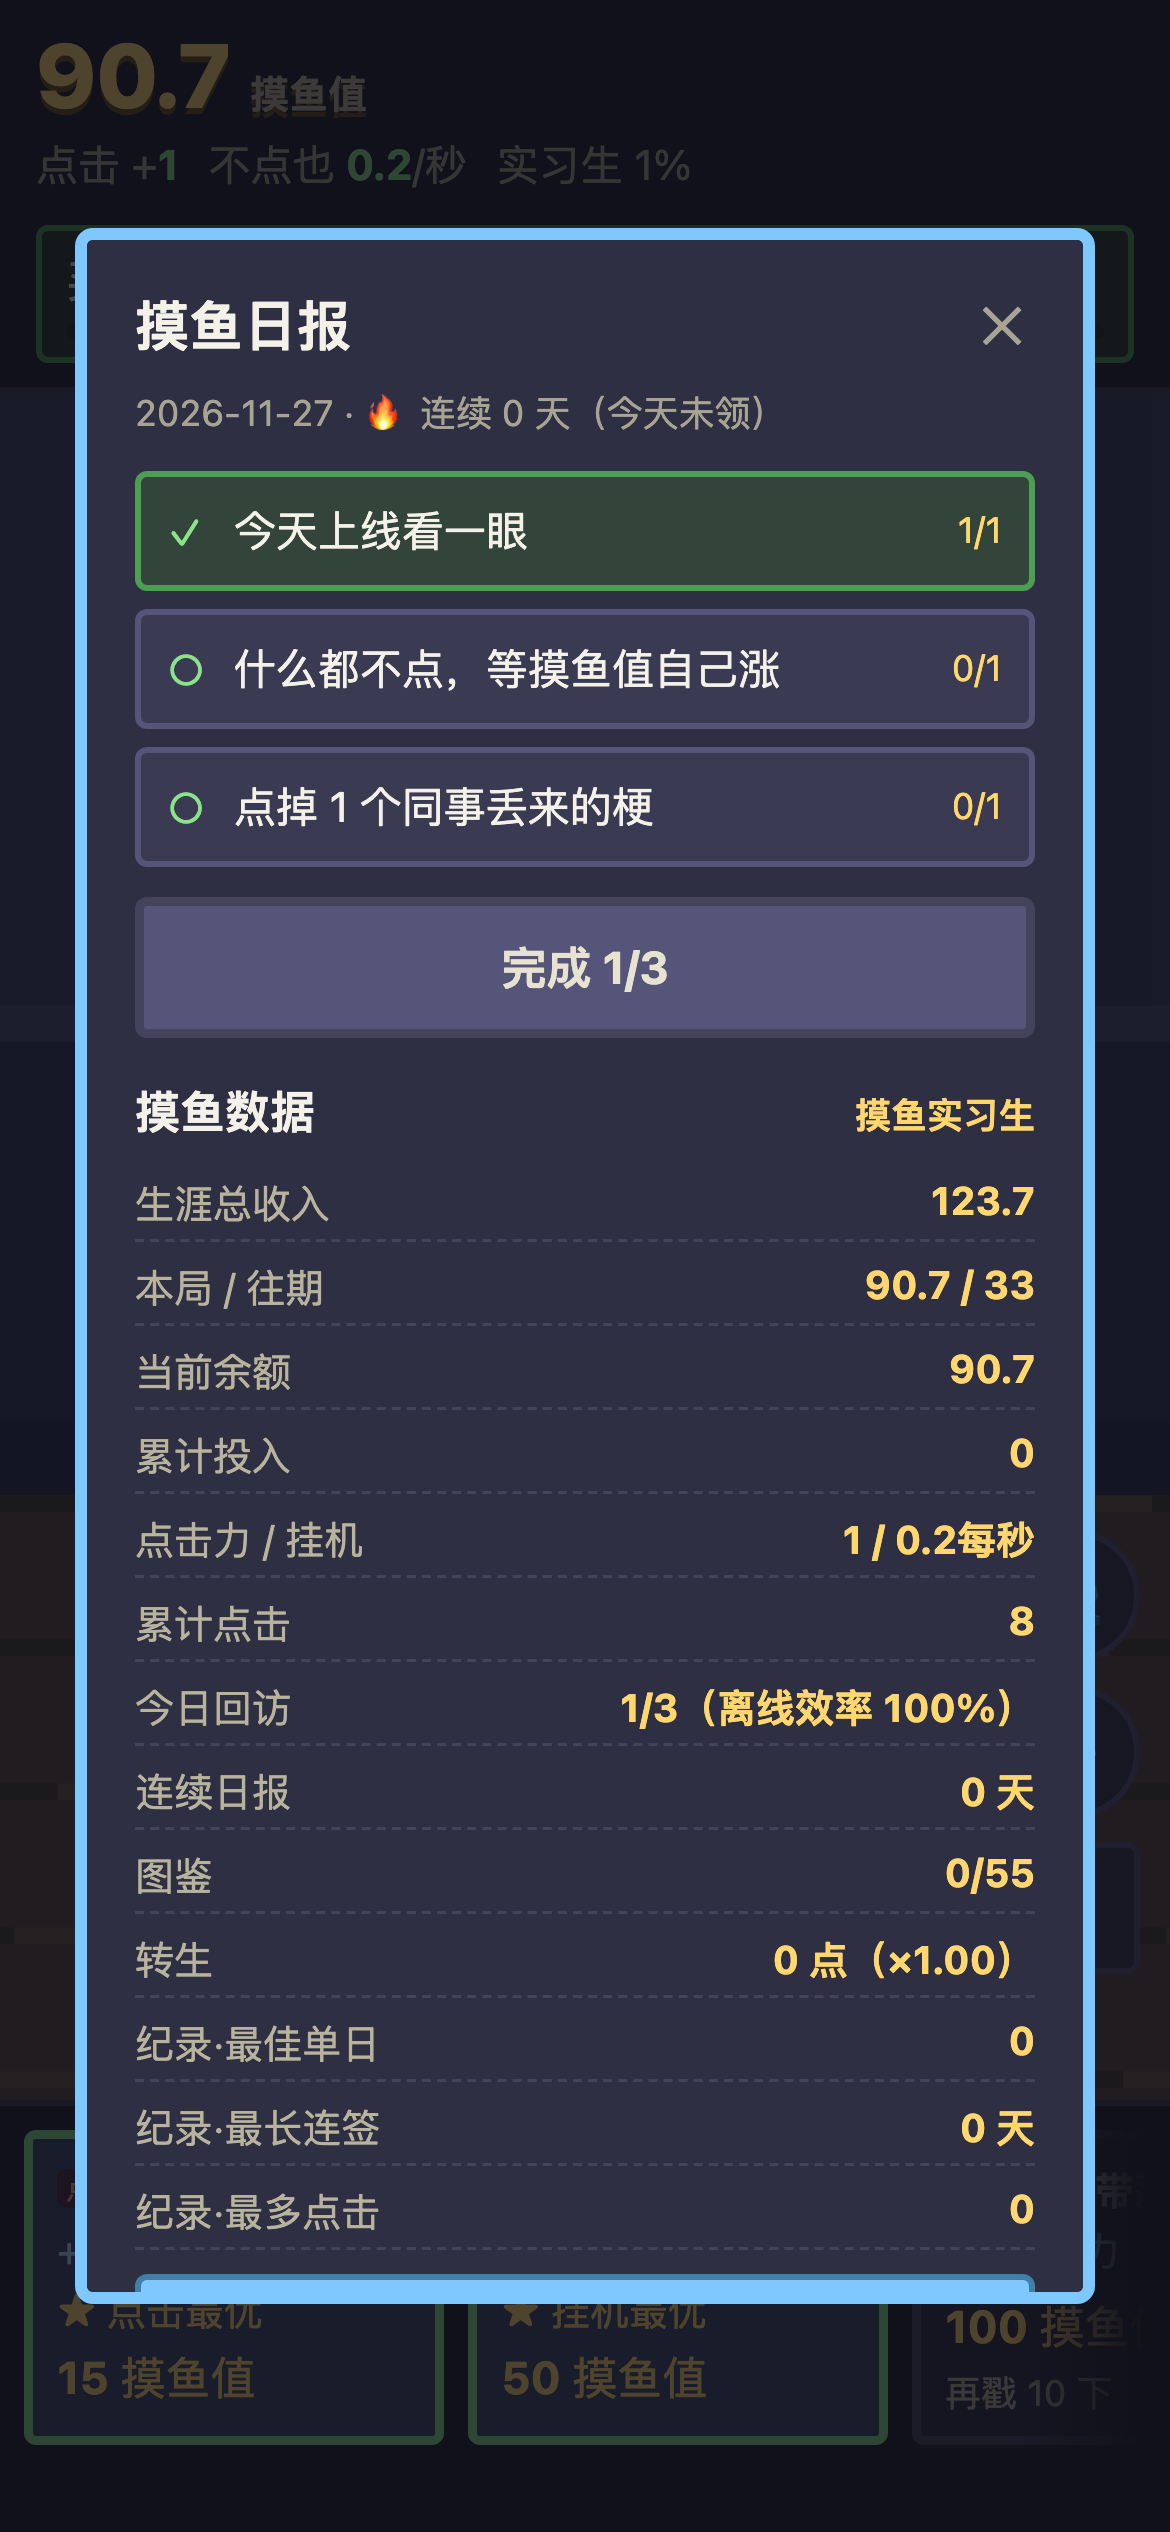 90.7 摸鱼值
点击 +1 不点也 0.2/秒 实习生 1%
摸鱼日报
2026-11-27 · 🔥 连续 0 天（今天未领）
今天上线看一眼 1/1
什么都不点，等摸鱼值自己涨 0/1
点掉 1 个同事丢来的梗 0/1
完成 1/3
摸鱼数据 摸鱼实习生
生涯总收入 123.7
本局 / 往期 90.7 / 33
当前余额 90.7
累计投入 0
点击力 / 挂机 1 / 0.2每秒
累计点击 8
今日回访 1/3（离线效率 100%）
连续日报 0 天
图鉴 0/55
转生 0 点（×1.00）
纪录·最佳单日 0
纪录·最长连签 0 天
纪录·最多点击 0
带
力
★ 点击最优 ★ 挂机最优
15 摸鱼值 50 摸鱼值 100 摸鱼
再戳 10 下